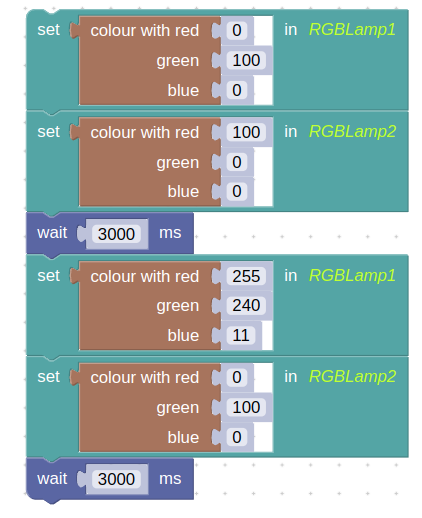 set colour with red 0 in RGBLamp1
green 100
blue 0
set colour with red 100 in RGBLamp2
green 0
blue 0
wait 3000 ms
set colour with red 255 in RGBLamp1
green 240
blue 11
set colour with red 0 in RGBLamp2
green 100
blue 0
wait 3000 ms